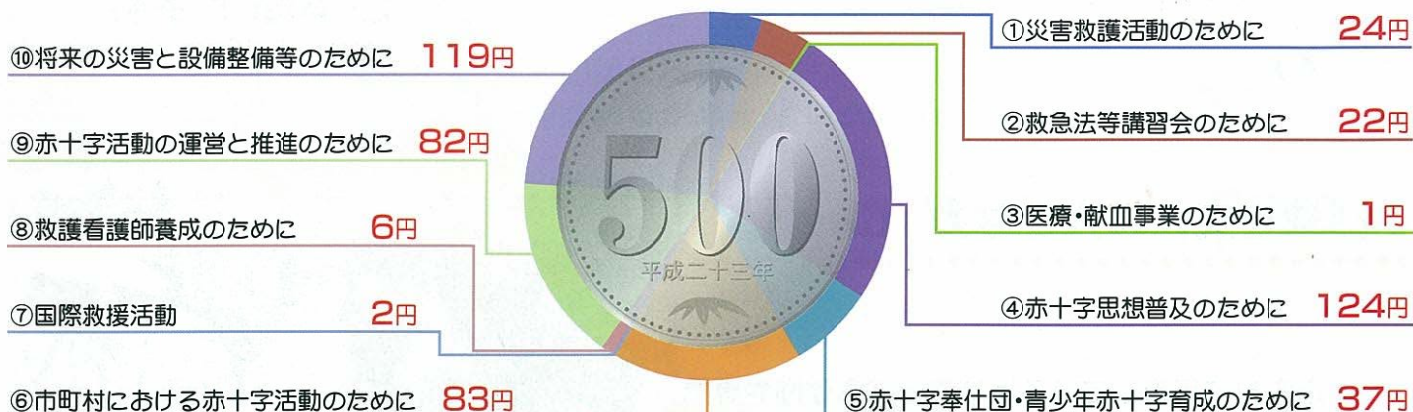 ①災害救護活動のために 24円
②救急法等講習会のために 22円
③医療・献血事業のために 1円
④赤十字思想普及のために 124円
⑤赤十字奉仕団・青少年赤十字育成のために 37円
⑥市町村における赤十字活動のために 83円
⑦国際救援活動 2円
⑧救護看護師養成のために 6円
⑨赤十字活動の運営と推進のために 82円
⑩将来の災害と設備整備等のために 119円
500
平成二十三年